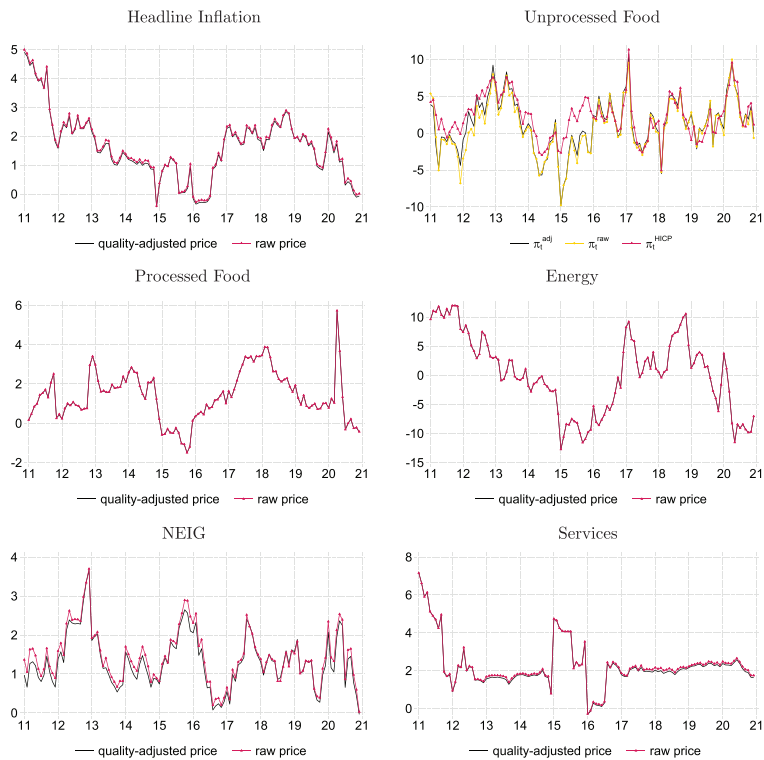 Headline Inflation
5
4
3
2
1
0
11 12 13 14 15 16 17 18 19 20 21
quality-adjusted price raw price
Unprocessed Food
10
5
0
-5
-10
11 12 13 14 15 16 17 18 19 20 21
π_t^adj π_t^raw π_t^HICP
Processed Food
6
4
2
0
-2
11 12 13 14 15 16 17 18 19 20 21
quality-adjusted price raw price
Energy
10
5
0
-5
-10
-15
11 12 13 14 15 16 17 18 19 20 21
quality-adjusted price raw price
NEIG
4
3
2
1
0
11 12 13 14 15 16 17 18 19 20 21
quality-adjusted price raw price
Services
8
6
4
2
0
11 12 13 14 15 16 17 18 19 20 21
quality-adjusted price raw price